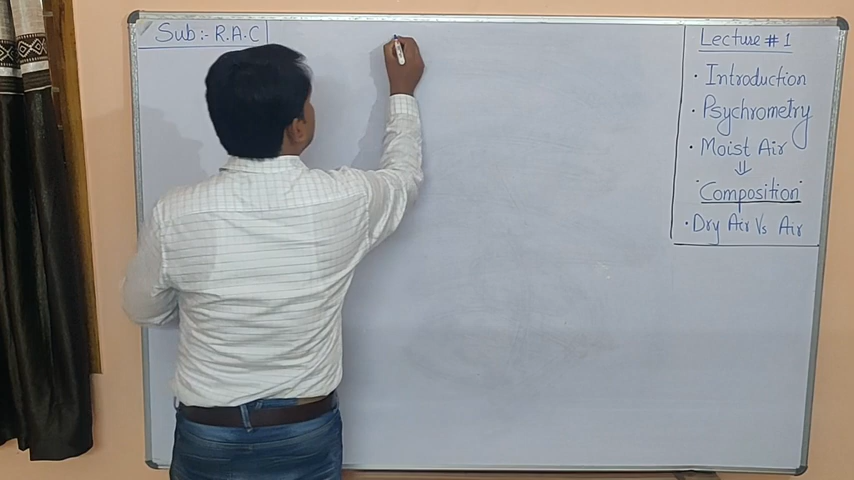 Sub:- R.A.C
Lecture # 1
· Introduction
· Psychrometry
· Moist Air
⇓
"Composition"
· Dry Air Vs Air